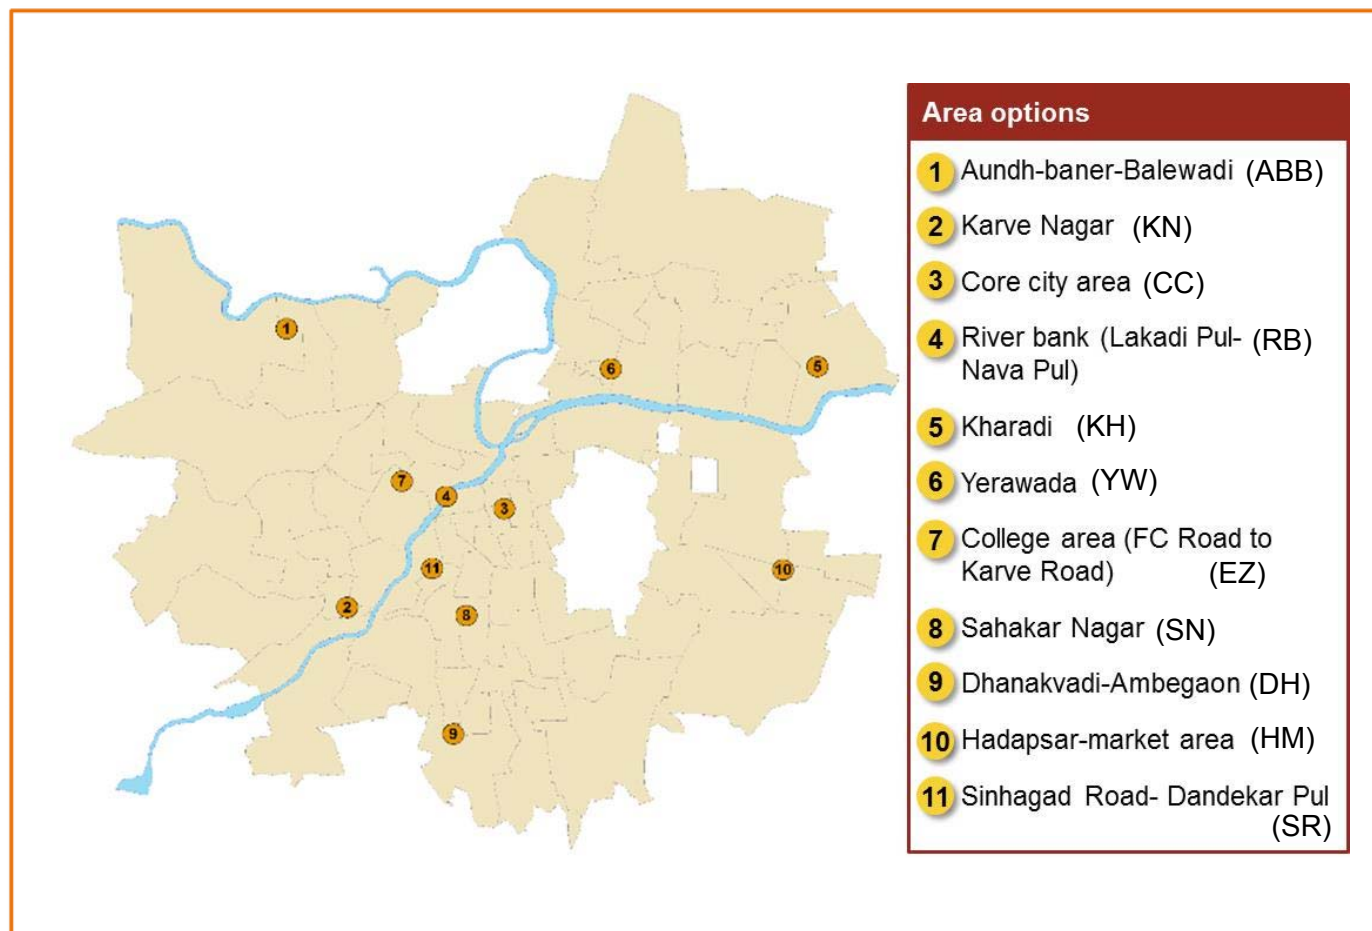 Area options
1 Aundh-baner-Balewadi (ABB)
2 Karve Nagar (KN)
3 Core city area (CC)
4 River bank (Lakadi Pul- (RB)
Nava Pul)
5 Kharadi (KH)
6 Yerawada (YW)
7 College area (FC Road to
Karve Road) (EZ)
8 Sahakar Nagar (SN)
9 Dhanakvadi-Ambegaon (DH)
10 Hadapsar-market area (HM)
11 Sinhagad Road- Dandekar Pul
(SR)
1
6
5
7
4
3
11
10
2
8
9